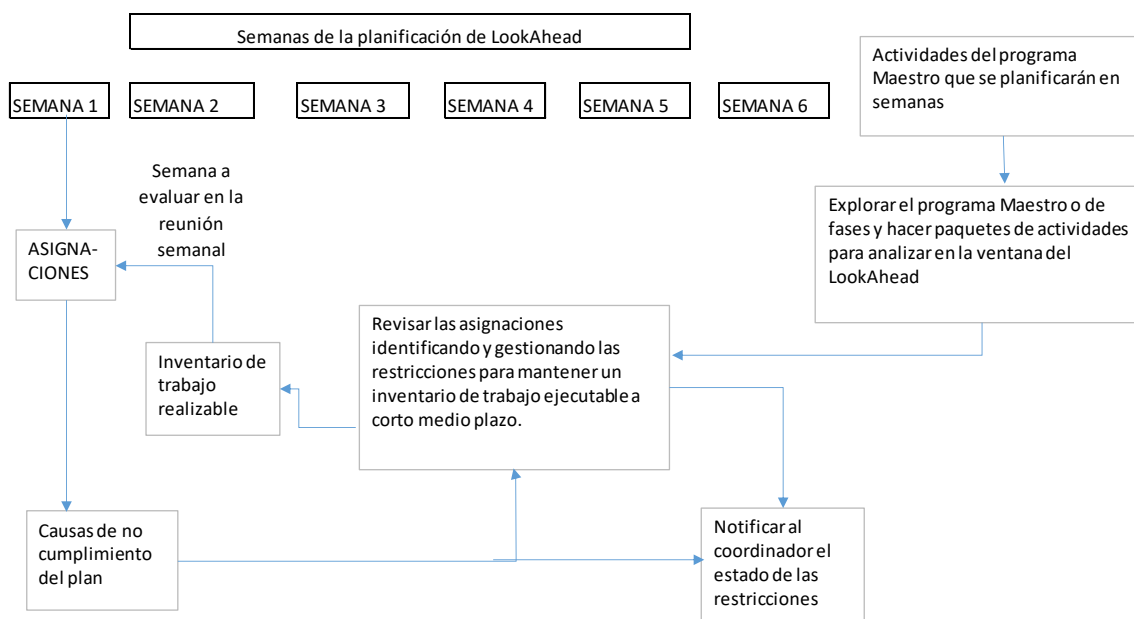 Semanas de la planificación de LookAhead
Actividades del programa
Maestro que se planificarán en
semanas
SEMANA 1
SEMANA 2
SEMANA 3
SEMANA 4
SEMANA 5
SEMANA 6
Semana a
evaluar en la
reunión
semanal
Explorar el programa Maestro o de
fases y hacer paquetes de actividades
para analizar en la ventana del
LookAhead
ASIGNA-
CIONES
Revisar las asignaciones
identificando y gestionando las
restricciones para mantener un
inventario de trabajo ejecutable a
corto medio plazo.
Inventario de
trabajo
realizable
Causas de no
cumplimiento
del plan
Notificar al
coordinador el
estado de las
restricciones